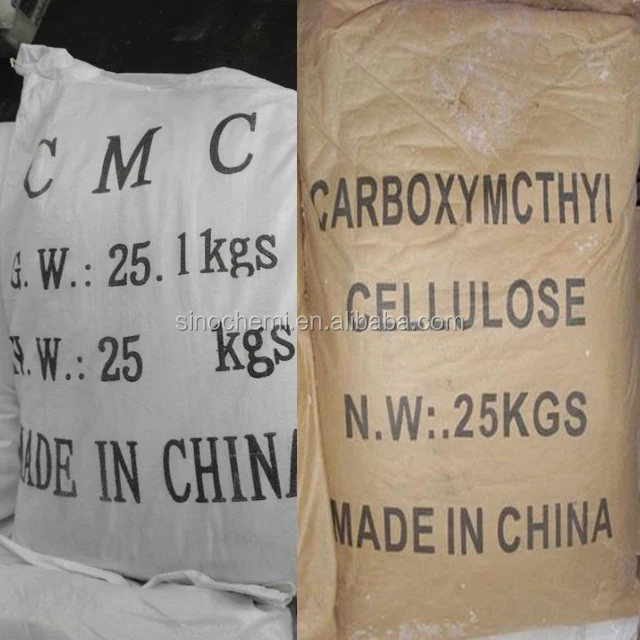 C M C
G.W.: 25.1kgs
N.W.: 25 kgs
MADE IN CHINA
sinochemi.en.alibaba.com
CARBOXYMCTHYI
CELLULOSE
N.W:.25KGS
MADE IN CHINA